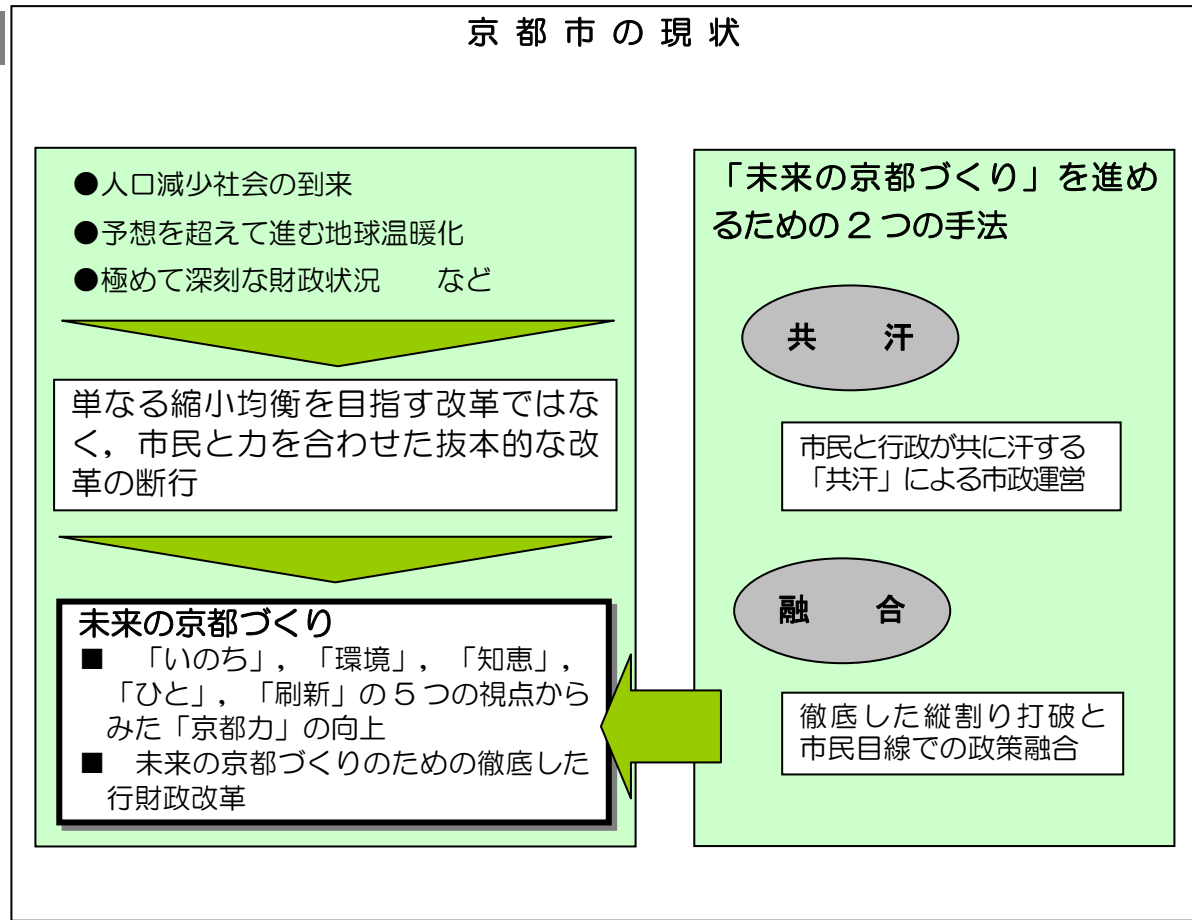 京都市の現状
●人口減少社会の到来
●予想を超えて進む地球温暖化
●極めて深刻な財政状況　　など
単なる縮小均衡を目指す改革ではな
く，市民と力を合わせた抜本的な改
革の断行
未来の京都づくり
■　「いのち」，「環境」，「知恵」，
「ひと」，「刷新」の５つの視点から
みた「京都力」の向上
■　未来の京都づくりのための徹底した
行財政改革
「未来の京都づくり」を進め
るための２つの手法
共　汗
市民と行政が共に汗する
「共汗」による市政運営
融　合
徹底した縦割り打破と
市民目線での政策融合